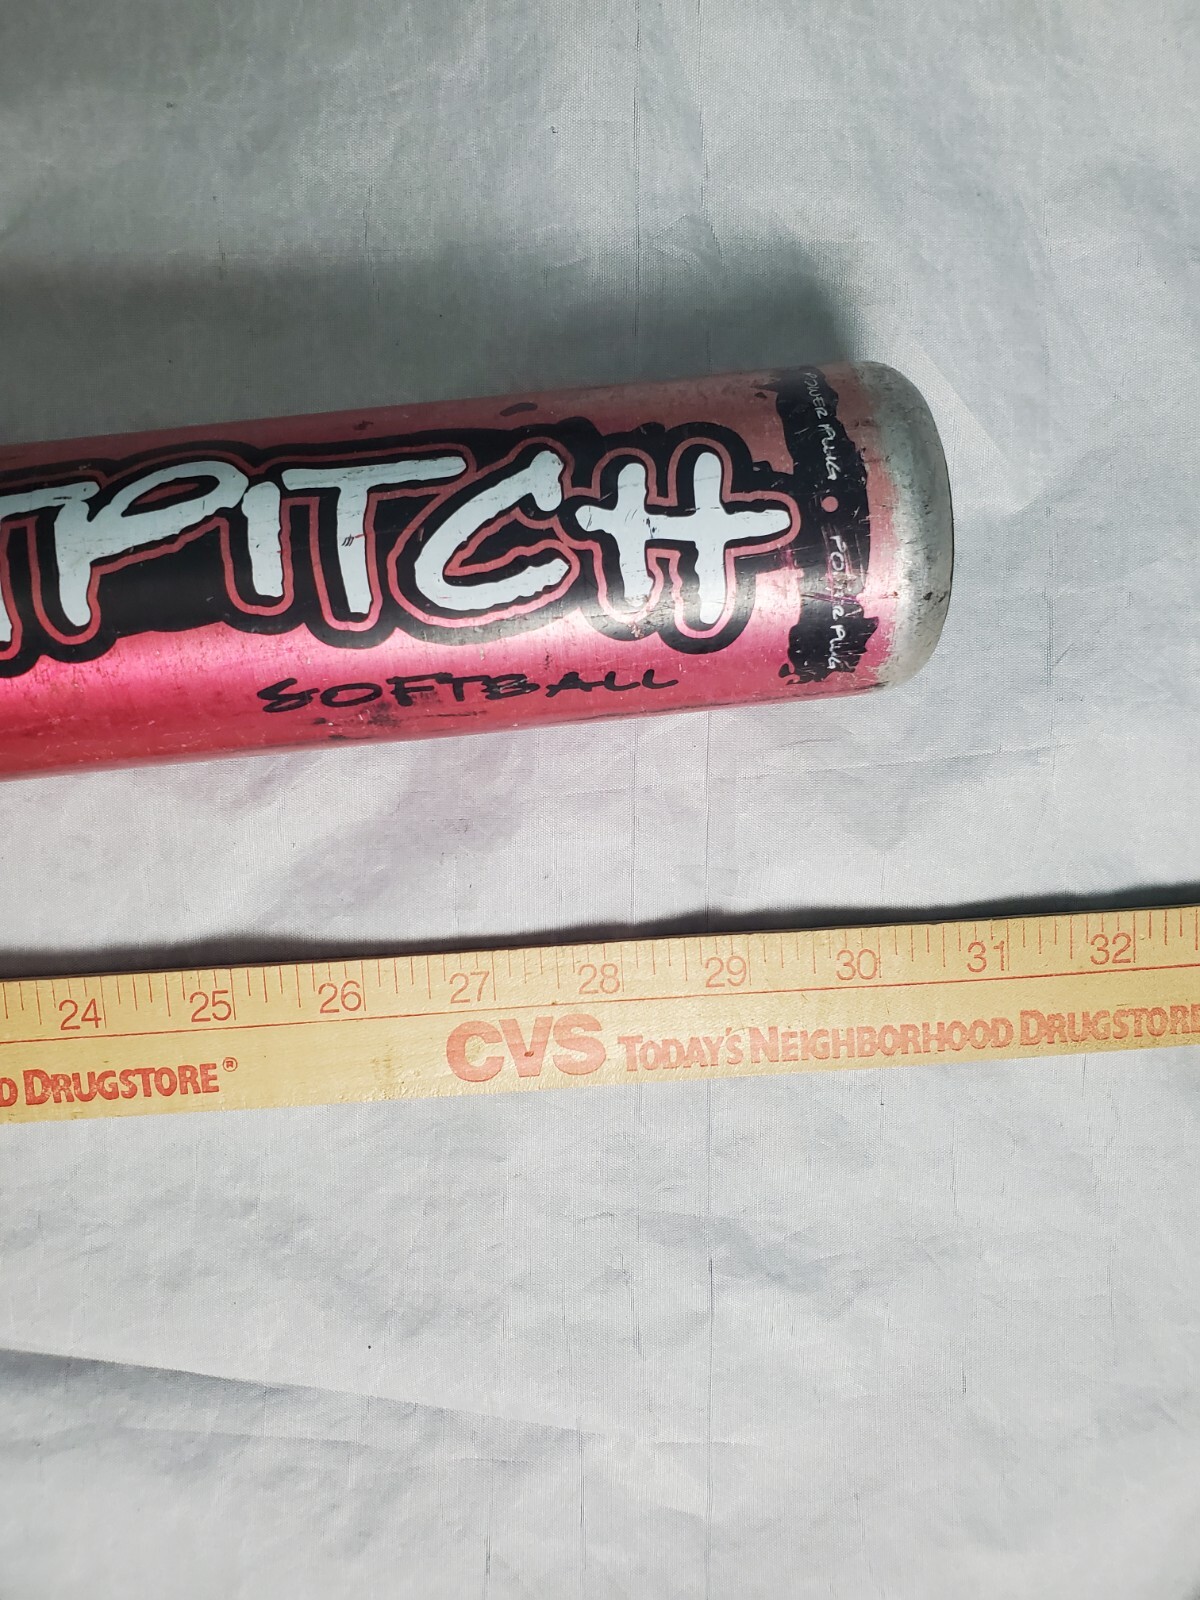 PITCH
SOFTBALL
POWER PLUG • POWER PLUG
24 25 26 27 28 29 30 31 32
D DRUGSTORE® CVS TODAY'S NEIGHBORHOOD DRUGSTORE